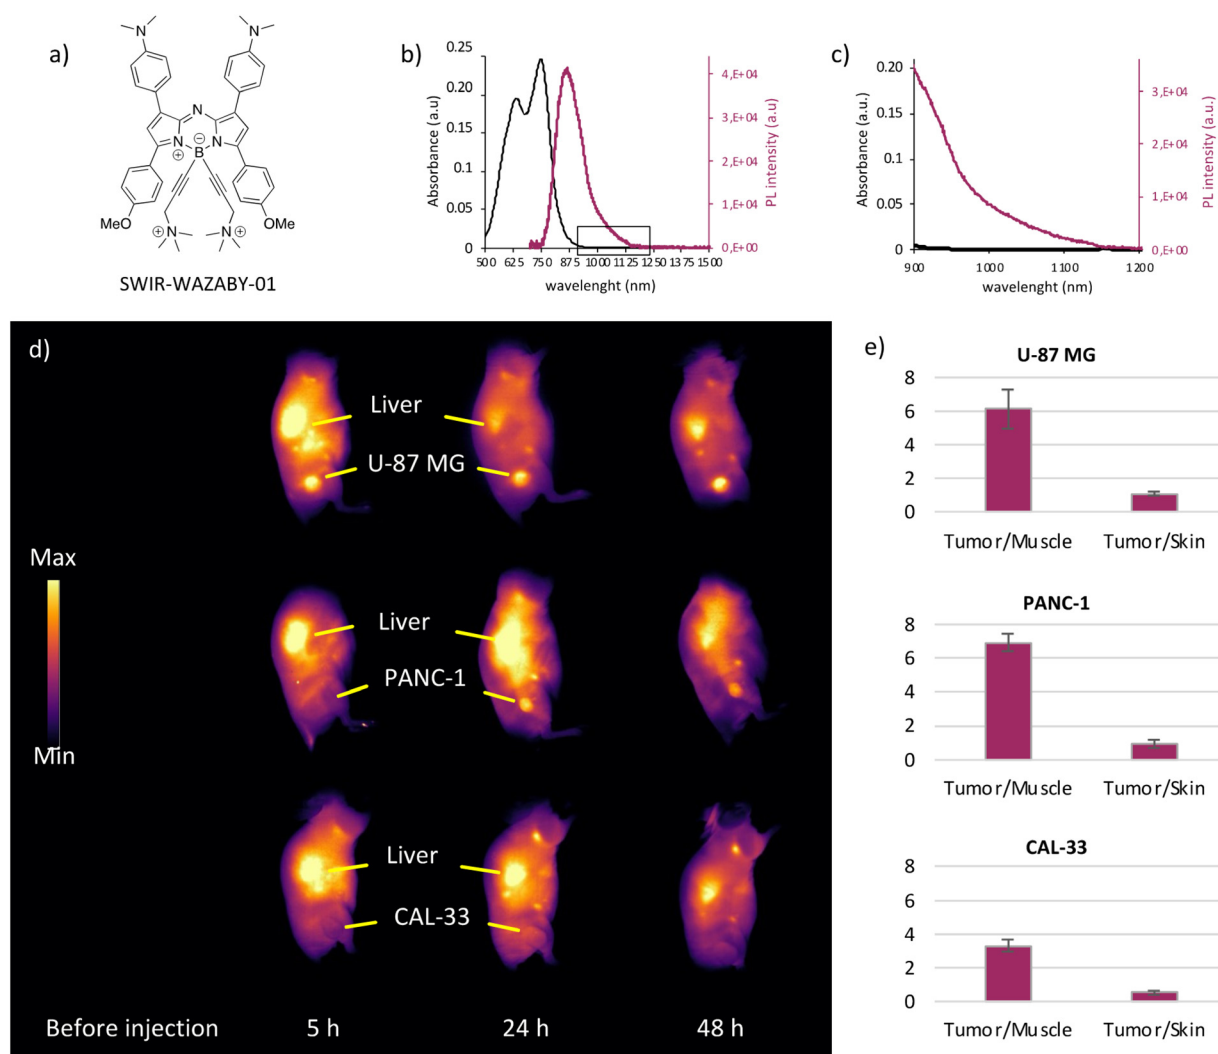 a)
N
N
N
N
N
B
⊕
⊖
MeO
OMe
N
N
⊕
⊕
SWIR-WAZABY-01
b)
0.25
0.20
0.15
0.1
0.05
0
Absorbance (a.u)
4,E+04
3,E+04
2,E+04
1,E+04
0,E+00
PL intensity (a.u.)
500 625 750 875 1000 1125 1250 1375 1500
wavelenght (nm)
c)
0.20
0.15
0.1
0.05
0
Absorbance (a.u.)
3,E+04
2,E+04
1,E+04
0,E+00
PL intensity (a.u.)
900 1000 1100 1200
wavelenght (nm)
d)
Liver
U-87 MG
Max
Min
Liver
PANC-1
Liver
CAL-33
Before injection 5 h 24 h 48 h
e)
U-87 MG
8
6
4
2
0
Tumor/Muscle Tumor/Skin
PANC-1
8
6
4
2
0
Tumor/Muscle Tumor/Skin
CAL-33
8
6
4
2
0
Tumor/Muscle Tumor/Skin